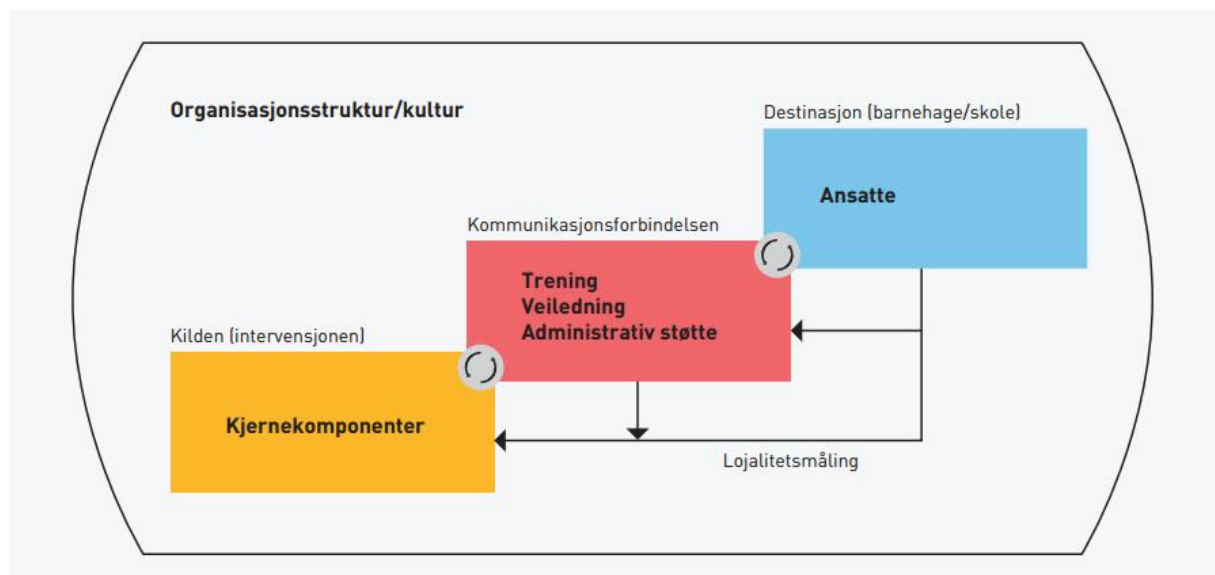 Organisasjonsstruktur/kultur
Destinasjon (barnehage/skole)
Ansatte
Kommunikasjonsforbindelsen
Trening
Veiledning
Administrativ støtte
Kilden (intervensjonen)
Kjernekomponenter
Lojalitetsmåling